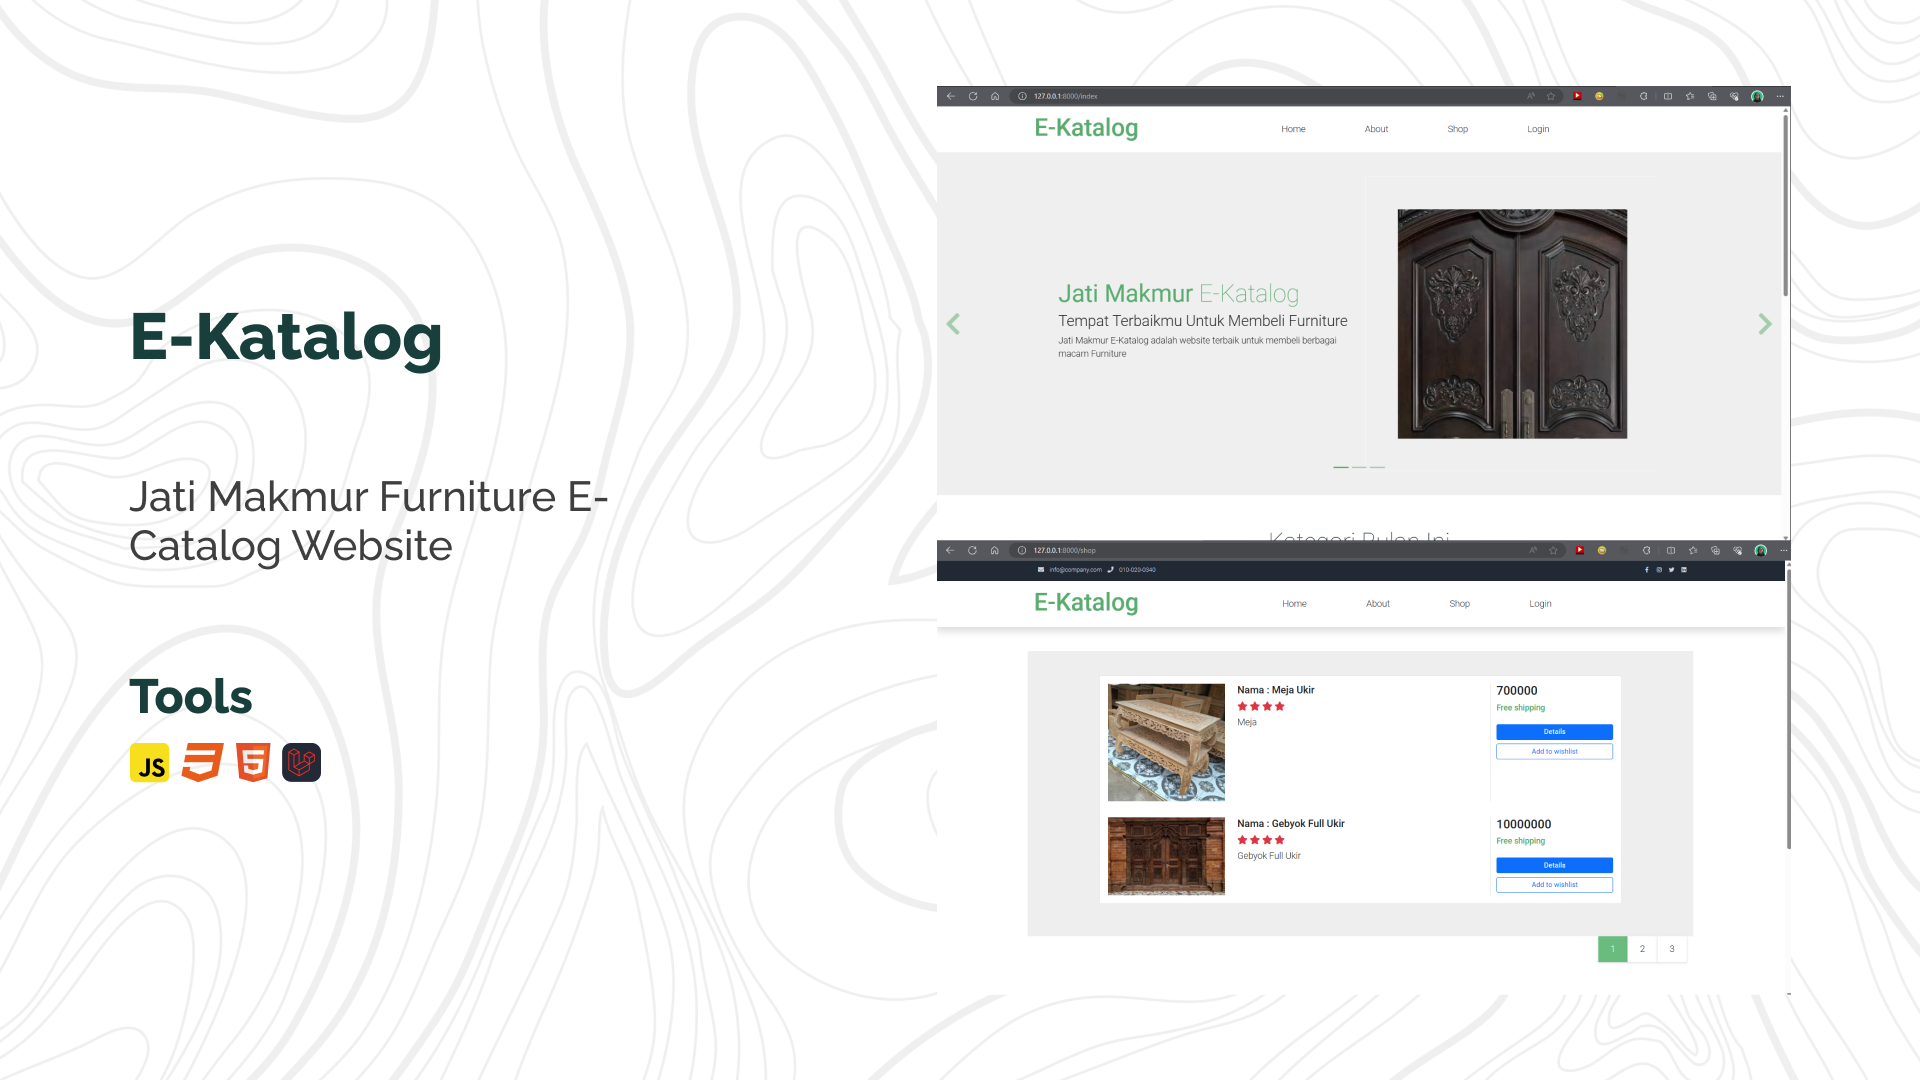 E-Katalog
Jati Makmur Furniture E-
Catalog Website
Tools
JS
127.0.0.1:8000/index
E-Katalog
Home
About
Shop
Login
Jati Makmur E-Katalog
Tempat Terbaikmu Untuk Membeli Furniture
Jati Makmur E-Katalog adalah website terbaik untuk membeli berbagai
macam Furniture
Kategori Bulan Ini
127.0.0.1:8000/shop
info@company.com
010-020-0340
E-Katalog
Home
About
Shop
Login
Nama : Meja Ukir
Meja
700000
Free shipping
Details
Add to wishlist
Nama : Gebyok Full Ukir
Gebyok Full Ukir
10000000
Free shipping
Details
Add to wishlist
1
2
3